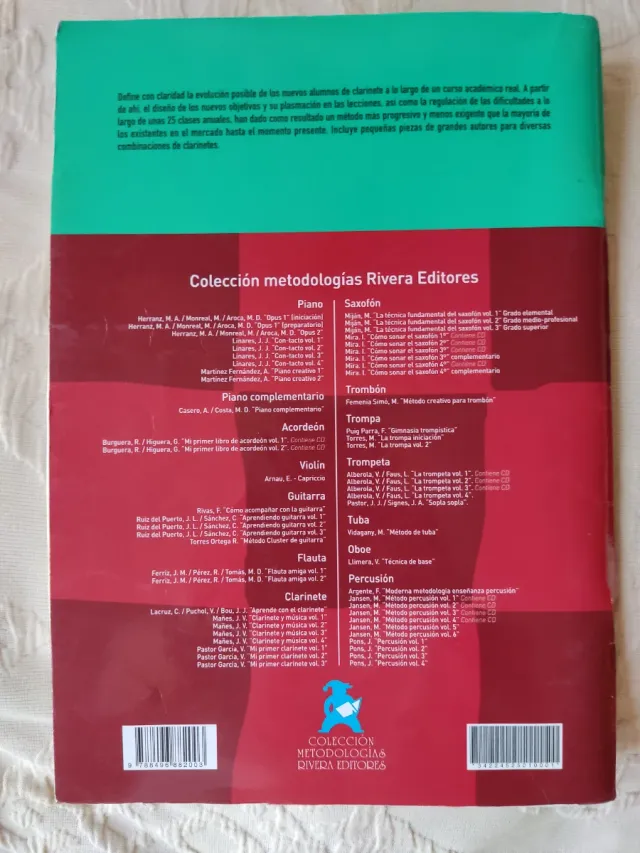 Define con claridad la evolución posible de los nuevos alumnos de clarinete a lo largo de un curso académico real. A partir
de ahí, el diseño de los nuevos objetivos y su plasmación en las lecciones, así como la regulación de las dificultades a lo
largo de unas 25 clases anuales, han dado como resultado un método más progresivo y menos exigente que la mayoría de
los existentes en el mercado hasta el momento presente. Incluye pequeñas piezas de grandes autores para diversas
combinaciones de clarinetes.
Colección metodologías Rivera Editores
Piano
Herranz, M. A. / Monreal, M. / Aroca, M. D. "Opus 1" (iniciación)
Herranz, M. A. / Monreal, M. / Aroca, M. D. "Opus 1" (preparatorio)
Herranz, M. A. / Monreal, M. / Aroca, M. D. "Opus 2"
Linares, J. J. "Con-tacto vol. 1"
Linares, J. J. "Con-tacto vol. 2"
Linares, J. J. "Con-tacto vol. 3"
Linares, J. J. "Con-tacto vol. 4"
Martínez Fernández, A. "Piano creativo 1"
Martínez Fernández, A. "Piano creativo 2"
Piano complementario
Casero, A. / Costa, M. D. "Piano complementario"
Acordeón
Burguera, R. / Higuera, G. "Mi primer libro de acordeón vol. 1". Contiene CD
Burguera, R. / Higuera, G. "Mi primer libro de acordeón vol. 2". Contiene CD
Violín
Arnau, E. - Capriccio
Guitarra
Rivas, F. "Cómo acompañar con la guitarra"
Ruiz del Puerto, J. L. / Sánchez, C. "Aprendiendo guitarra vol. 1"
Ruiz del Puerto, J. L. / Sánchez, C. "Aprendiendo guitarra vol. 2"
Ruiz del Puerto, J. L. / Sánchez, C. "Aprendiendo guitarra vol. 3"
Torres Ortega R. "Método Cluster de guitarra"
Flauta
Ferriz, J. M. / Pérez, R. / Tomás, M. D. "Flauta amiga vol. 1"
Ferriz, J. M. / Pérez, R. / Tomás, M. D. "Flauta amiga vol. 2"
Clarinete
Lacruz, C. / Puchol, V. / Bou, J. J. "Aprende con el clarinete"
Mañes, J. V. "Clarinete y música vol. 1"
Mañes, J. V. "Clarinete y música vol. 2"
Mañes, J. V. "Clarinete y música vol. 3"
Mañes, J. V. "Clarinete y música vol. 4"
Pastor García, V. "Mi primer clarinete vol. 1"
Pastor García, V. "Mi primer clarinete vol. 2"
Pastor García, V. "Mi primer clarinete vol. 3"
Saxofón
Miján, M. "La técnica fundamental del saxofón vol. 1" Grado elemental
Miján, M. "La técnica fundamental del saxofón vol. 2" Grado medio-profesional
Miján, M. "La técnica fundamental del saxofón vol. 3" Grado superior
Mira, I. "Cómo sonar el saxofón 1º" Contiene CD
Mira, I. "Cómo sonar el saxofón 2º" Contiene CD
Mira, I. "Cómo sonar el saxofón 3º" Contiene CD
Mira, I. "Cómo sonar el saxofón 3º" complementario
Mira, I. "Cómo sonar el saxofón 4º" Contiene CD
Mira, I. "Cómo sonar el saxofón 4º" complementario
Trombón
Femenia Simó, M. "Método creativo para trombón"
Trompa
Puig Parra, F. "Gimnasia trompística"
Torres, M. "La trompa iniciación"
Torres, M. "La trompa vol. 2"
Trompeta
Alberola, V. / Faus, L. "La trompeta vol. 1". Contiene CD
Alberola, V. / Faus, L. "La trompeta vol. 2". Contiene CD
Alberola, V. / Faus, L. "La trompeta vol. 3". Contiene CD
Alberola, V. / Faus, L. "La trompeta vol. 4".
Pastor, J. J. / Signes, J. A. "Sopla sopla".
Tuba
Vidagany, M. "Método de tuba"
Oboe
Llimera, V. "Técnica de base"
Percusión
Argente, F. "Moderna metodología enseñanza percusión"
Jansen, M. "Método percusión vol. 1" Contiene CD
Jansen, M. "Método percusión vol. 2" Contiene CD
Jansen, M. "Método percusión vol. 3" Contiene CD
Jansen, M. "Método percusión vol. 4" Contiene CD
Jansen, M. "Método percusión vol. 5"
Jansen, M. "Método percusión vol. 6"
Pons, J. "Percusión vol. 1"
Pons, J. "Percusión vol. 2"
Pons, J. "Percusión vol. 3"
Pons, J. "Percusión vol. 4"
9 788496 882003
COLECCIÓN
METODOLOGÍAS
RIVERA EDITORES